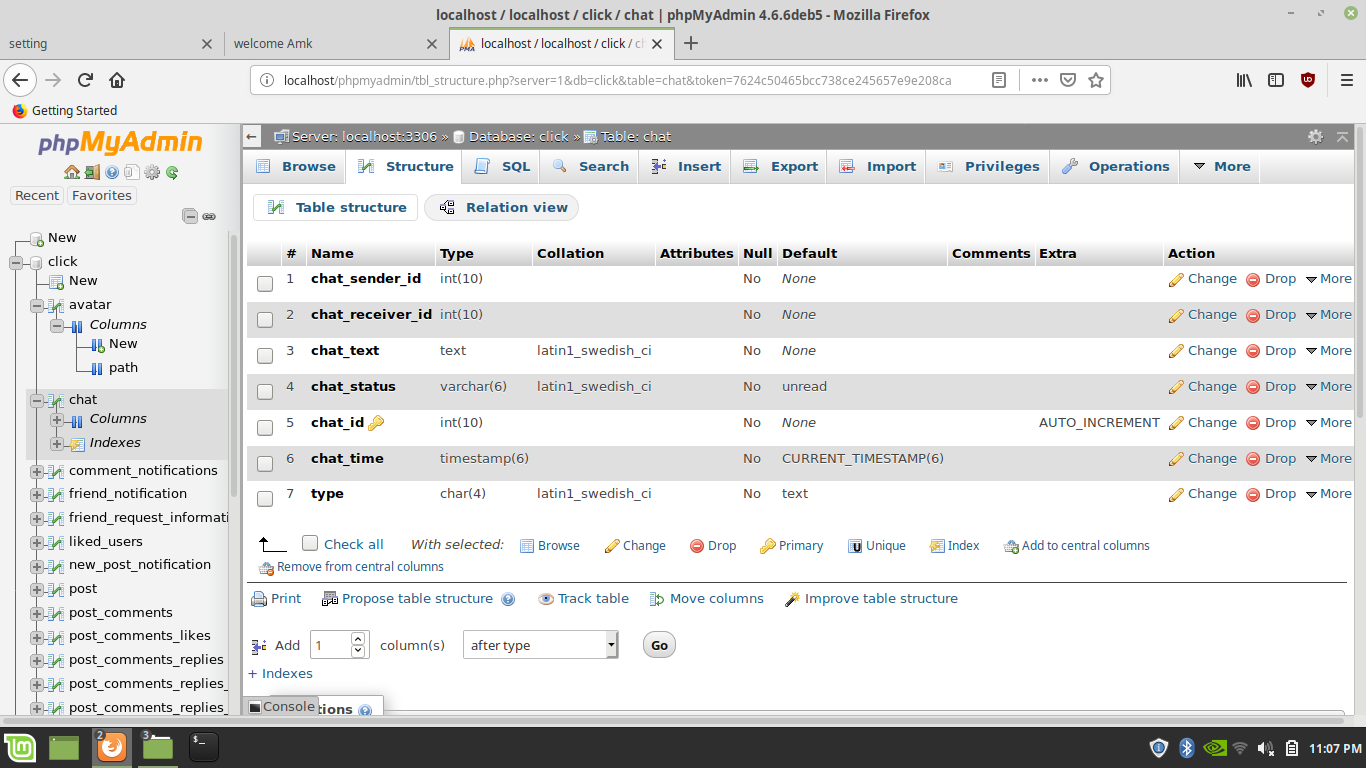 localhost / localhost / click / chat | phpMyAdmin 4.6.6deb5 - Mozilla Firefox
setting
welcome Amk
localhost / localhost / click / c
localhost/phpmyadmin/tbl_structure.php?server=1&db=click&table=chat&token=7624c50465bcc738ce245657e9e208ca
Getting Started
phpMyAdmin
Recent Favorites
New
click
New
avatar
Columns
New
path
chat
Columns
Indexes
comment_notifications
friend_notification
friend_request_informati
liked_users
new_post_notification
post
post_comments
post_comments_likes
post_comments_replies
post_comments_replies_
post_comments_replies_
Server: localhost:3306 » Database: click » Table: chat
Browse Structure SQL Search Insert Export Import Privileges Operations More
Table structure Relation view
# Name Type Collation Attributes Null Default Comments Extra Action
1 chat_sender_id int(10) No None Change Drop More
2 chat_receiver_id int(10) No None Change Drop More
3 chat_text text latin1_swedish_ci No None Change Drop More
4 chat_status varchar(6) latin1_swedish_ci No unread Change Drop More
5 chat_id int(10) No None AUTO_INCREMENT Change Drop More
6 chat_time timestamp(6) No CURRENT_TIMESTAMP(6) Change Drop More
7 type char(4) latin1_swedish_ci No text Change Drop More
Check all With selected: Browse Change Drop Primary Unique Index Add to central columns
Remove from central columns
Print Propose table structure Track table Move columns Improve table structure
Add 1 column(s) after type Go
+ Indexes
Console tions
2 3 $_ 11:07 PM